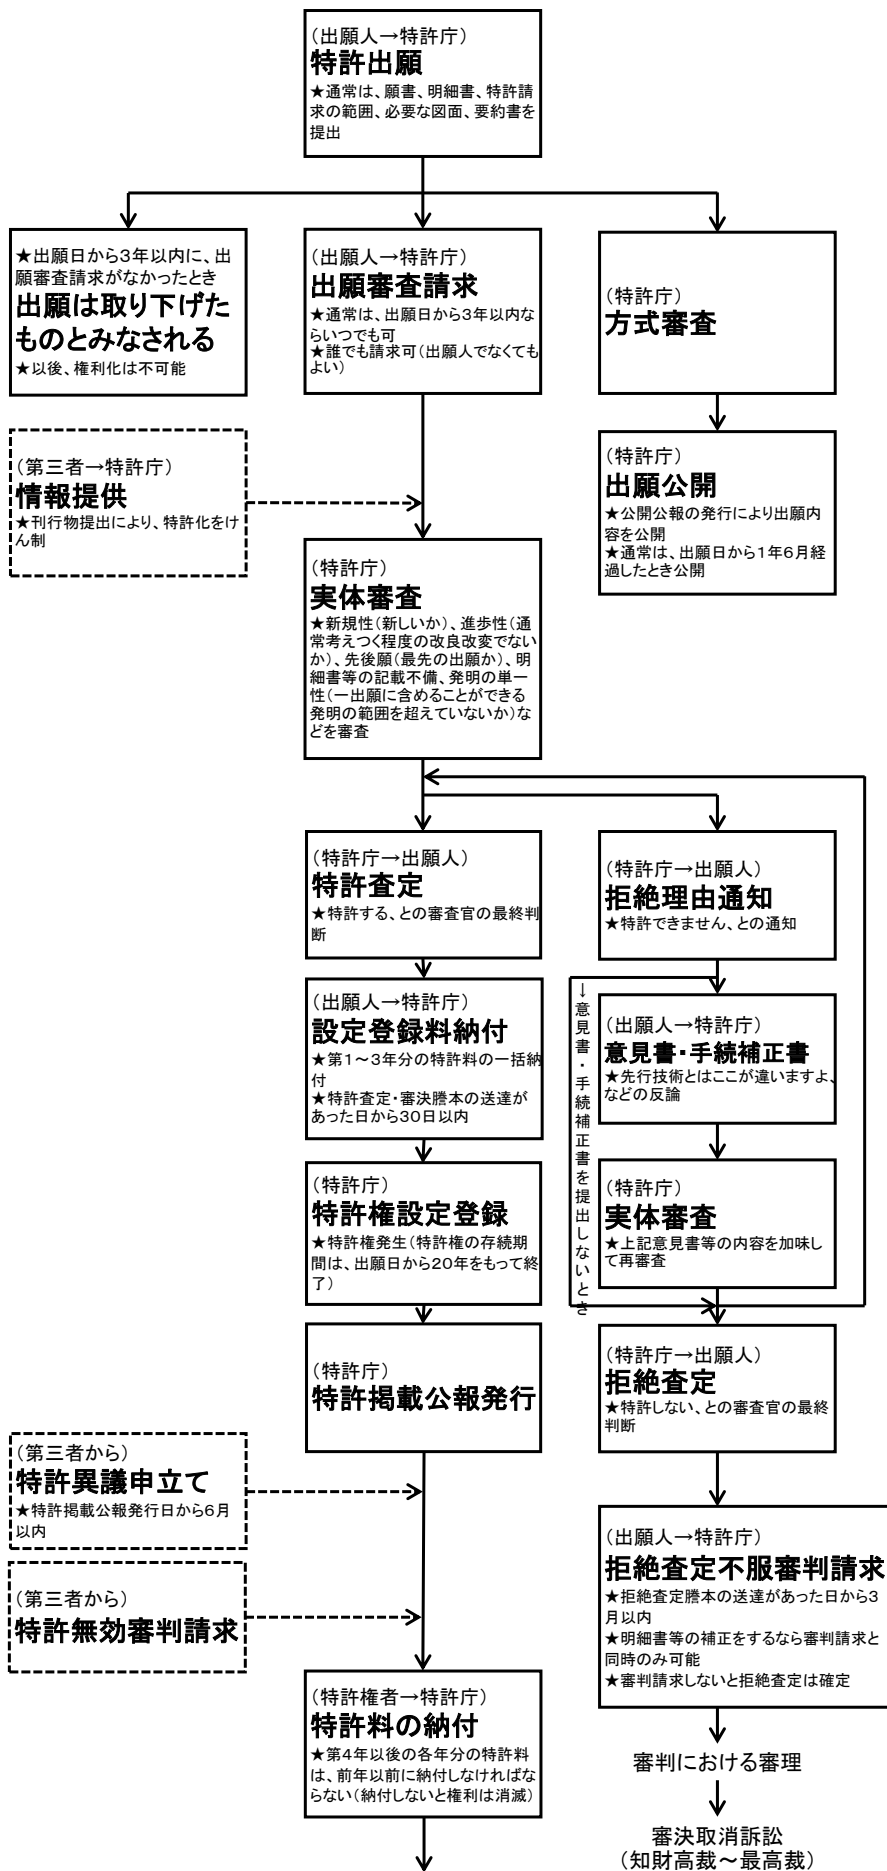 (出願人→特許庁)
特許出願
★通常は、願書、明細書、特許請
求の範囲、必要な図面、要約書を
提出
★出願日から3年以内に、出
願審査請求がなかったとき
出願は取り下げた
ものとみなされる
★以後、権利化は不可能
(出願人→特許庁)
出願審査請求
★通常は、出願日から3年以内な
らいつでも可
★誰でも請求可(出願人でなくても
よい)
(特許庁)
方式審査
(第三者→特許庁)
情報提供
★刊行物提出により、特許化をけ
ん制
(特許庁)
出願公開
★公開公報の発行により出願内
容を公開
★通常は、出願日から1年6月経
過したとき公開
(特許庁)
実体審査
★新規性(新しいか)、進歩性(通
常考えつく程度の改良改変でない
か)、先後願(最先の出願か)、明
細書等の記載不備、発明の単一
性(一出願に含めることができる
発明の範囲を超えていないか)な
どを審査
(特許庁→出願人)
特許査定
★特許する、との審査官の最終判
断
(特許庁→出願人)
拒絶理由通知
★特許できません、との通知
(出願人→特許庁)
設定登録料納付
★第1~3年分の特許料の一括納
付
★特許査定・審決謄本の送達が
あった日から30日以内
↓意見書・手続補正書を提出しないとき
(出願人→特許庁)
意見書・手続補正書
★先行技術とはここが違いますよ、
などの反論
(特許庁)
特許権設定登録
★特許権発生(特許権の存続期
間は、出願日から20年をもって終
了)
(特許庁)
実体審査
★上記意見書等の内容を加味し
て再審査
(特許庁)
特許掲載公報発行
(特許庁→出願人)
拒絶査定
★特許しない、との審査官の最終
判断
(第三者から)
特許異議申立て
★特許掲載公報発行日から6月
以内
(第三者から)
特許無効審判請求
(出願人→特許庁)
拒絶査定不服審判請求
★拒絶査定謄本の送達があった日から3
月以内
★明細書等の補正をするなら審判請求と
同時のみ可能
★審判請求しないと拒絶査定は確定
(特許権者→特許庁)
特許料の納付
★第4年以後の各年分の特許料
は、前年以前に納付しなければな
らない(納付しないと権利は消滅)
審判における審理
審決取消訴訟
(知財高裁~最高裁)